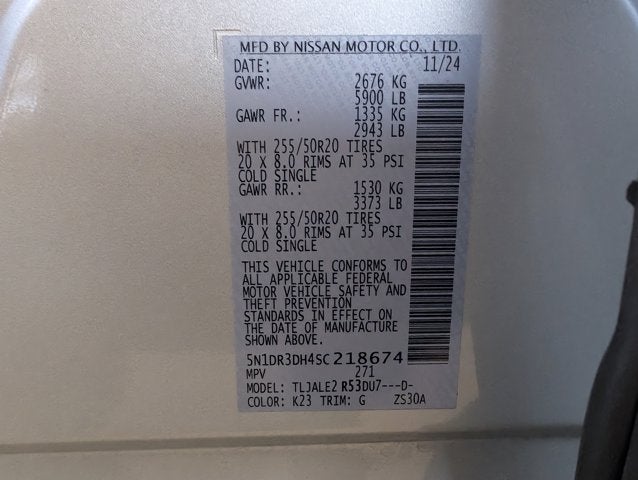 MFD BY NISSAN MOTOR CO., LTD.
DATE: 11/24
GVWR: 2676 KG
5900 LB
GAWR FR.: 1335 KG
2943 LB
WITH 255/50R20 TIRES
20 X 8.0 RIMS AT 35 PSI
COLD SINGLE
GAWR RR.: 1530 KG
3373 LB
WITH 255/50R20 TIRES
20 X 8.0 RIMS AT 35 PSI
COLD SINGLE
THIS VEHICLE CONFORMS TO
ALL APPLICABLE FEDERAL
MOTOR VEHICLE SAFETY AND
THEFT PREVENTION
STANDARDS IN EFFECT ON
THE DATE OF MANUFACTURE
SHOWN ABOVE.
5N1DR3DH4SC218674
MPV 271
MODEL: TLJALE2 R53DU7---D-
COLOR: K23 TRIM: G ZS30A